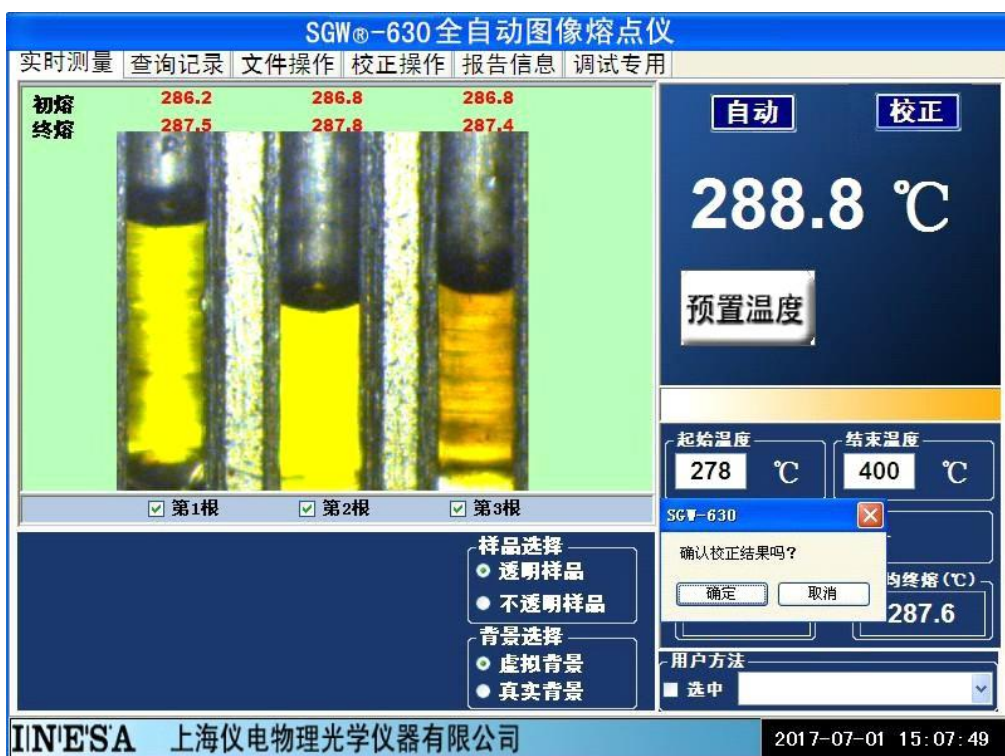 SGW®-630全自动图像熔点仪
实时测量 查询记录 文件操作 校正操作 报告信息 调试专用
初熔 286.2 286.8 286.8
终熔 287.5 287.8 287.4
自动 校正
288.8 ℃
预置温度
起始温度 结束温度
278 ℃ 400 ℃
第1根 第2根 第3根
SGW-630
确认校正结果吗?
确定 取消
均终熔(℃)
287.6
样品选择
透明样品
不透明样品
背景选择
虚拟背景
真实背景
用户方法
选中
INESA 上海仪电物理光学仪器有限公司
2017-07-01 15:07:49